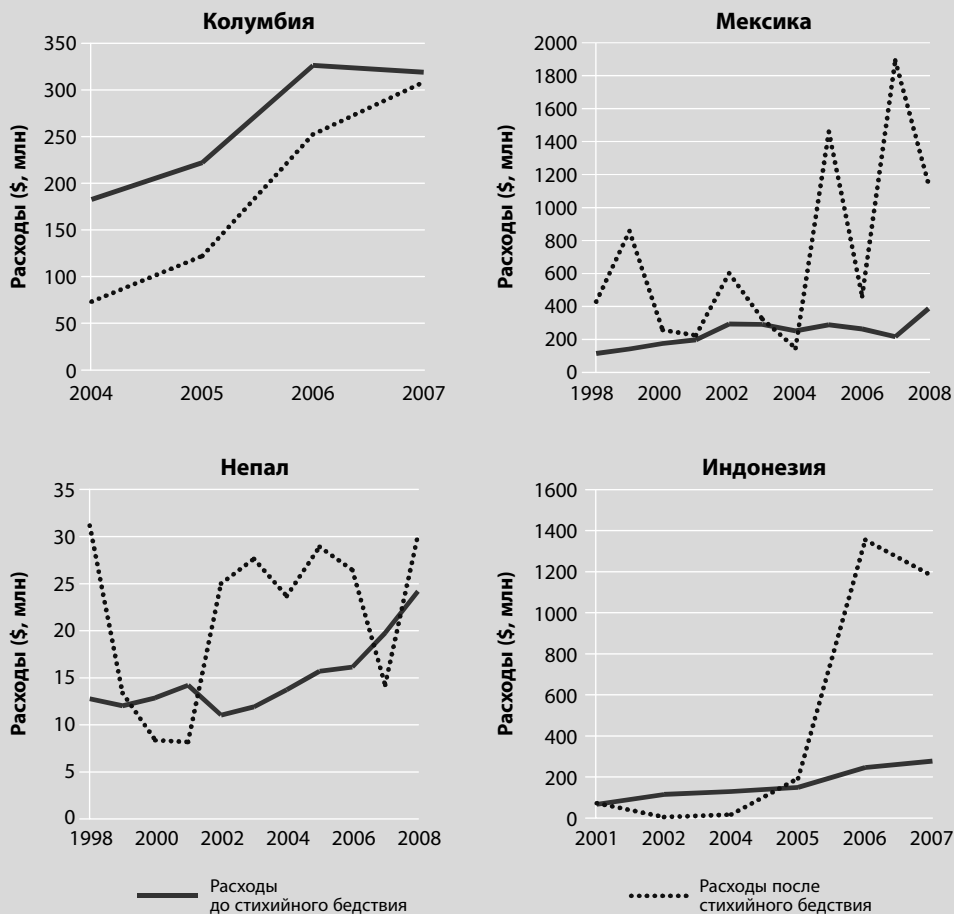 Колумбия
Расходы ($, млн)
350
300
250
200
150
100
50
0
2004 2005 2006 2007
Мексика
Расходы ($, млн)
2000
1800
1600
1400
1200
1000
800
600
400
200
0
1998 2000 2002 2004 2006 2008
Непал
Расходы ($, млн)
35
30
25
20
15
10
5
0
1998 2000 2002 2004 2006 2008
Индонезия
Расходы ($, млн)
1600
1400
1200
1000
800
600
400
200
0
2001 2002 2004 2005 2006 2007
Расходы
до стихийного бедствия
Расходы после
стихийного бедствия